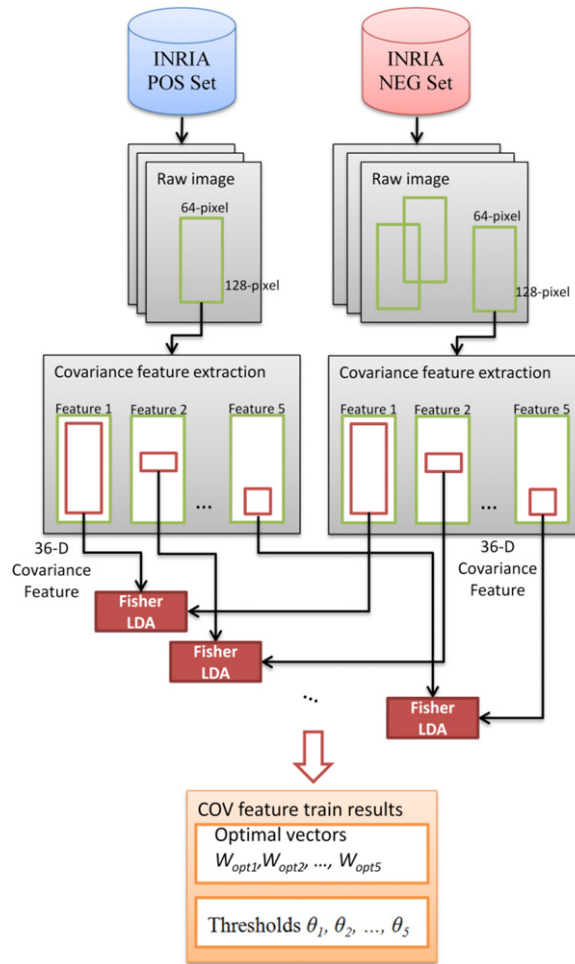 INRIA
POS Set
INRIA
NEG Set
Raw image
64-pixel
128-pixel
Raw image
64-pixel
128-pixel
Covariance feature extraction
Feature 1
Feature 2
Feature 5
...
Covariance feature extraction
Feature 1
Feature 2
Feature 5
...
36-D
Covariance
Feature
36-D
Covariance
Feature
Fisher
LDA
Fisher
LDA
...
Fisher
LDA
COV feature train results
Optimal vectors
Wopt1,Wopt2, ..., Wopt5
Thresholds θ1, θ2, ..., θ5